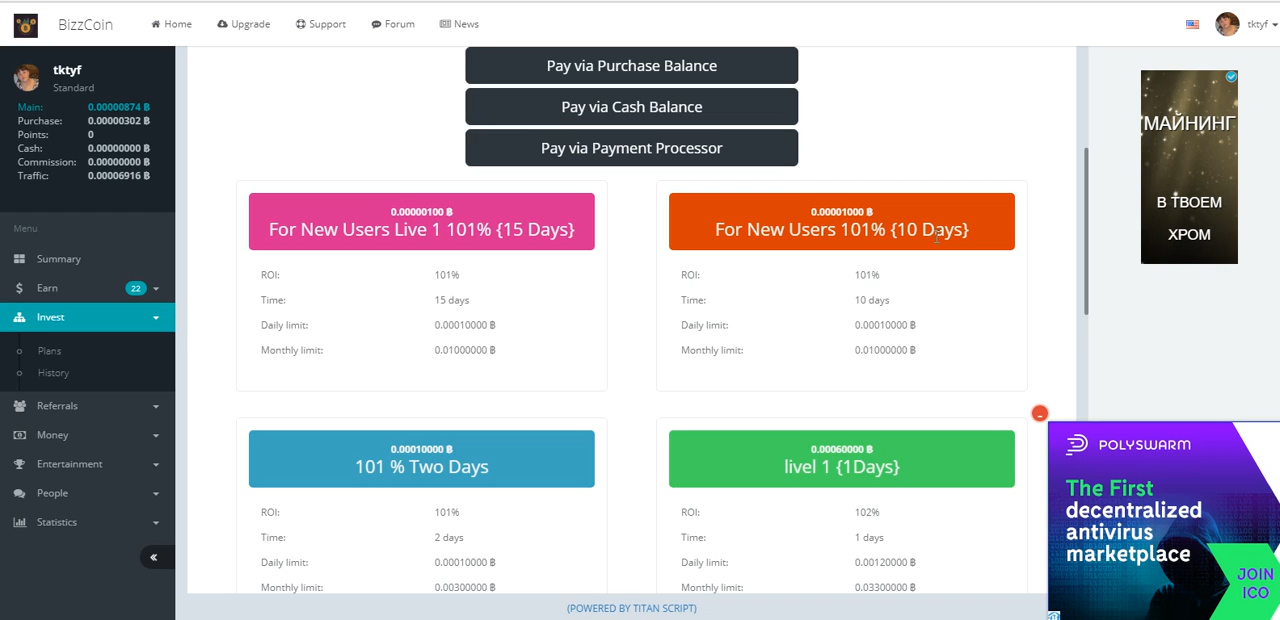 BizzCoin
Home
Upgrade
Support
Forum
News
tktyf
tktyf
Standard
Main: 0.00000874 ฿
Purchase: 0.00000302 ฿
Points: 0
Cash: 0.00000000 ฿
Commission: 0.00000000 ฿
Traffic: 0.00006916 ฿
Menu
Summary
Earn 22
Invest
Plans
History
Referrals
Money
Entertainment
People
Statistics
Pay via Purchase Balance
Pay via Cash Balance
Pay via Payment Processor
0.00000100 ฿
For New Users Live 1 101% {15 Days}
ROI: 101%
Time: 15 days
Daily limit: 0.00010000 ฿
Monthly limit: 0.01000000 ฿
0.00001000 ฿
For New Users 101% {10 Days}
ROI: 101%
Time: 10 days
Daily limit: 0.00010000 ฿
Monthly limit: 0.01000000 ฿
0.00010000 ฿
101 % Two Days
ROI: 101%
Time: 2 days
Daily limit: 0.00010000 ฿
Monthly limit: 0.00300000 ฿
0.00060000 ฿
livel 1 {1Days}
ROI: 102%
Time: 1 days
Daily limit: 0.00120000 ฿
Monthly limit: 0.03300000 ฿
(POWERED BY TITAN SCRIPT)
МАЙНИНГ
В ТВОЕМ
ХРОМ
POLYSWARM
The First
decentralized
antivirus
marketplace
JOIN
ICO